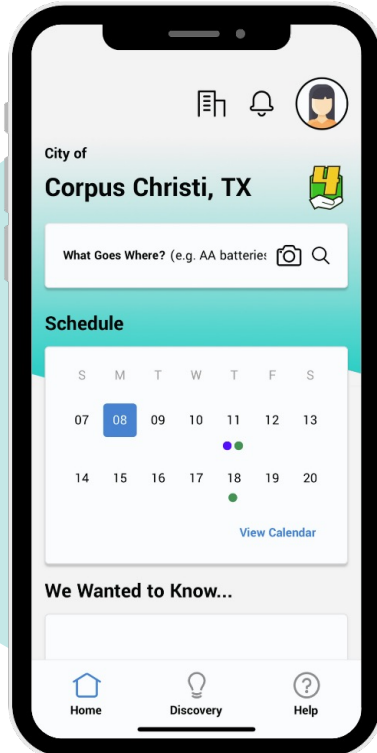 City of
Corpus Christi, TX
What Goes Where? (e.g. AA batteries
Schedule
S M T W T F S
07 08 09 10 11 12 13
14 15 16 17 18 19 20
View Calendar
We Wanted to Know...
Home Discovery Help